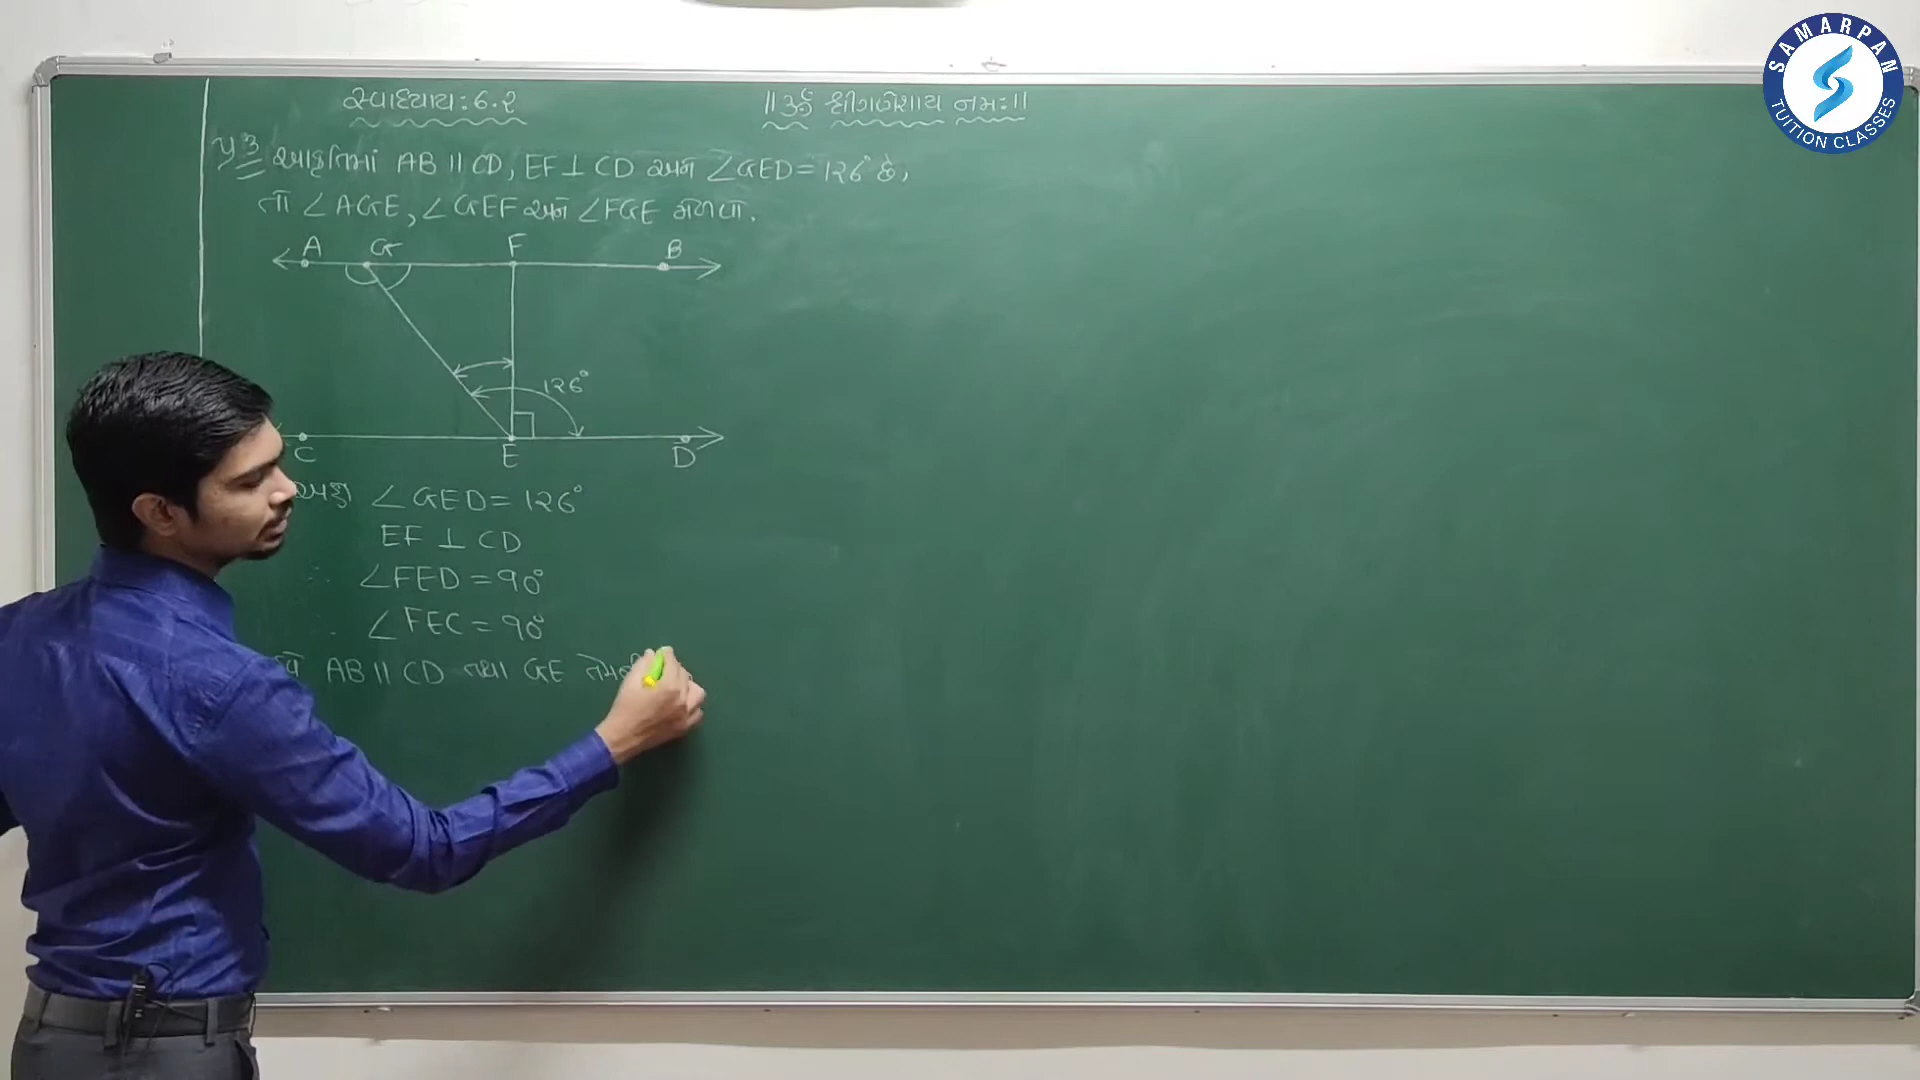 સ્વાધ્યાય: 6.2
॥ ૐ શ્રી ગણેશાય નમઃ ॥
પ્ર 3 આકૃતિમાં AB || CD, EF ⊥ CD અને ∠GED = 126° છે,
તો ∠AGE, ∠GEF અને ∠FGE મેળવો.
A G F B
126°
C E D
અહીં ∠GED = 126°
EF ⊥ CD
∴ ∠FED = 90°
∴ ∠FEC = 90°
AB || CD તથા GE તેમની
SAMARPAN
TUITION CLASSES